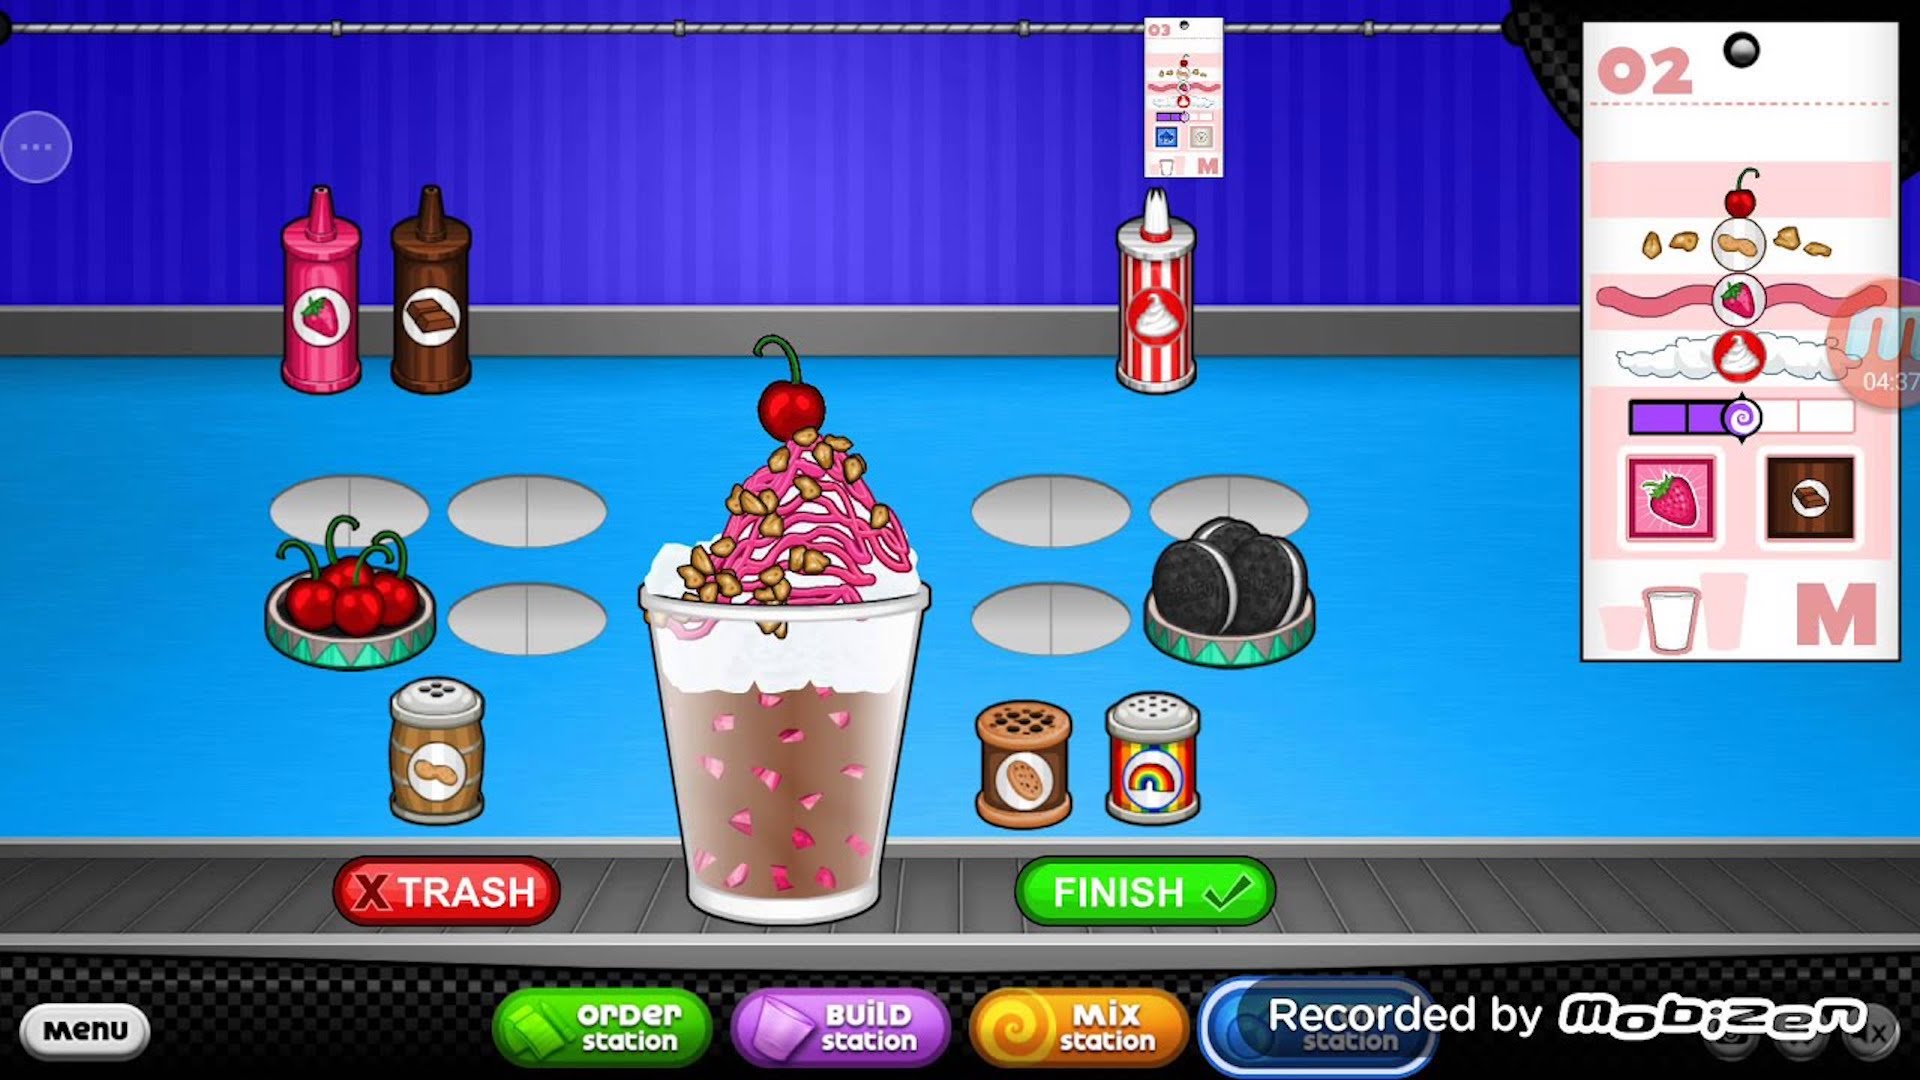 03
M
02
04:37
M
X TRASH
FINISH
menu
order station
Build station
Mix station
station
Recorded by mobizen